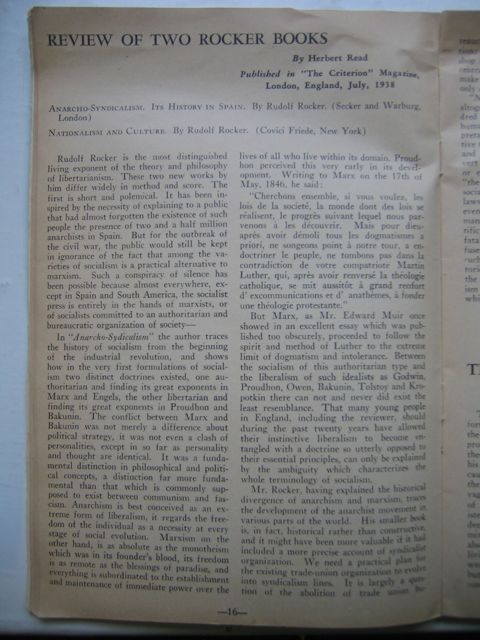 REVIEW OF TWO ROCKER BOOKS
By Herbert Read
Published in "The Criterion" Magazine,
London, England, July, 1938
ANARCHO-SYNDICALISM. ITS HISTORY IN SPAIN. By Rudolf Rocker. (Secker and Warburg,
London)
NATIONALISM AND CULTURE. By Rudolf Rocker. (Covici Friede, New York)
Rudolf Rocker is the most distinguished
living exponent of the theory and philosophy
of libertarianism. These two new works by
him differ widely in method and score. The
first is short and polemical. It has been in-
spired by the necessity of explaining to a public
that had almost forgotten the existence of such
people the presence of two and a half million
anarchists in Spain. But for the outbreak of
the civil war, the public would still be kept
in ignorance of the fact that among the va-
rieties of socialism is a practical alternative to
marxism. Such a conspiracy of silence has
been possible because almost everywhere, ex-
cept in Spain and South America, the socialist
press is entirely in the hands of marxists, or
of socialists committed to an authoritarian and
bureaucratic organization of society—
In "Anarcho-Sydicalism" the author traces
the history of socialism from the beginning
of the industrial revolution, and shows
how in the very first formulations of social-
ism two distinct doctrines existed, one au-
thoritarian and finding its great exponents in
Marx and Engels, the other libertarian and
finding its great exponents in Proudhon and
Bakunin. The conflict between Marx and
Bakunin was not merely a difference about
political strategy, it was not even a clash of
personalities, except in so far as personality
and thought are identical. It was a funda-
mental distinction in philosophical and politi-
cal concepts, a distinction far more funda-
mental than that which is commonly sup-
posed to exist between communism and fas-
cism. Anarchism is best conceived as an ex-
treme form of liberalism, it regards the free-
dom of the individual as a necessity at every
stage of social evolution. Marxism on the
other hand, is as absolute as the monotheism
which was in its founder's blood, its freedom
is as remote as the blessings of paradise, and
everything is subordinated to the establishment
and maintenance of immediate power over the
lives of all who live within its domain. Proud-
hon perceived this very early in its devel-
opment. Writing to Marx on the 17th of
May, 1846, he said:
"Cherchons ensemble, si vous voulez, les
lois de la societé, la monde dont des lois se
réalisent, le progrès suivant lequel nous par-
venons à les découvrir. Mais pour dieu-
après avoir démoli tous les dogmatismes a
priori, ne songeons point à notre tour, a en-
doctriner le peuple, ne tombons pas dans la
contradiction de votre compatriote Martin
Luther, qui, après avoir renversé la théologie
catholique, se mit aussitôt à grand renfort
d' excommunications et d' anathèmes, à fonder
une théologie protestante."
But Marx, as Mr. Edward Muir once
showed in an excellent essay which was pub-
lished too obscurely, proceeded to follow the
spirit and method of Luther to the extreme
limit of dogmatism and intolerance. Between
the socialism of this authoritarian type and
the liberalism of such idealists as Godwin,
Proudhon, Owen, Bakunin, Tolstoy and Kro-
potkin there can not and never did exist the
least resemblance. That many young people
in England, including the reviewer, should
during the past twenty years have allowed
their instinctive liberalism to become en-
tangled with a doctrine so utterly opposed to
their essential principles, can only be explained
by the ambiguity which characterizes the
whole terminology of socialism.
Mr. Rocker, having explained the historical
divergence of anarchism and marxism, traces
the development of the anarchist movement in
various parts of the world. His smaller book
is, in fact, historical rather than constructive,
and it might have been more valuable if it had
included a more precise account of syndicalist
organization. We need a practical plan for
the existing trade-union organization to evolve
into syndicalism lines. It is largely a ques-
tion of the abolition of trade union
—16—